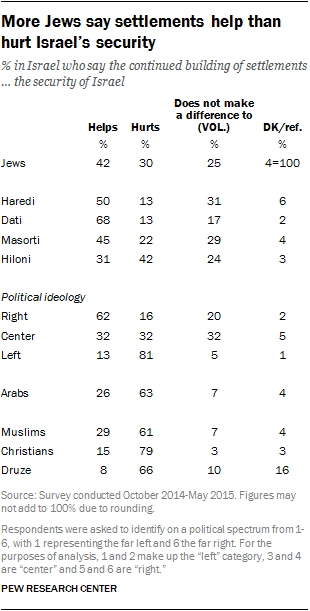 More Jews say settlements help than
hurt Israel's security
% in Israel who say the continued building of settlements
... the security of Israel
Does not make
a difference to
Helps Hurts (VOL.) DK/ref.
% % % %
Jews 42 30 25 4=100
Haredi 50 13 31 6
Dati 68 13 17 2
Masorti 45 22 29 4
Hiloni 31 42 24 3
Political ideology
Right 62 16 20 2
Center 32 32 32 5
Left 13 81 5 1
Arabs 26 63 7 4
Muslims 29 61 7 4
Christians 15 79 3 3
Druze 8 66 10 16
Source: Survey conducted October 2014-May 2015. Figures may
not add to 100% due to rounding.
Respondents were asked to identify on a political spectrum from 1-
6, with 1 representing the far left and 6 the far right. For the
purposes of analysis, 1 and 2 make up the "left" category, 3 and 4
are "center" and 5 and 6 are "right."
PEW RESEARCH CENTER